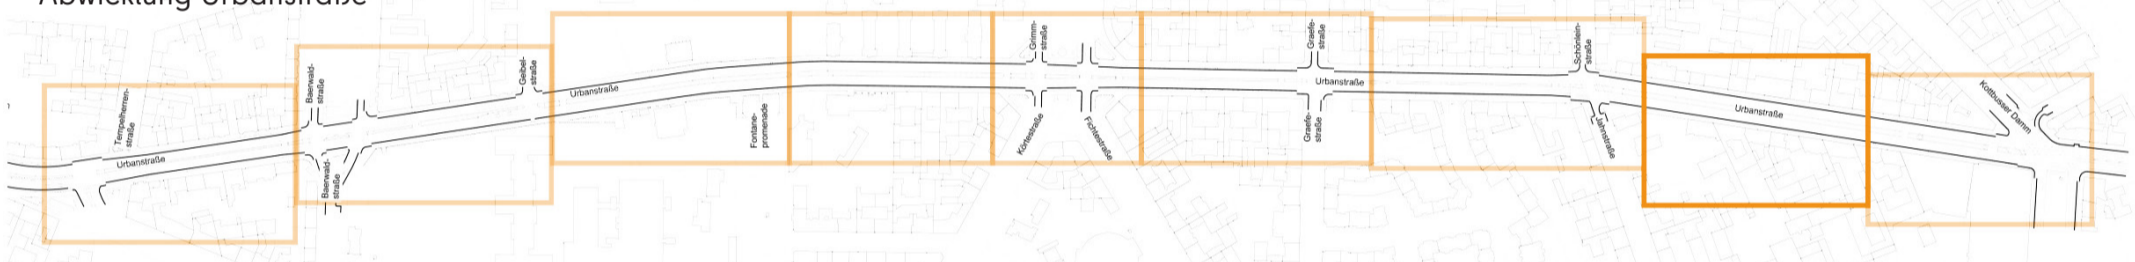 Abwicklung Urbanstraße
Tempelherren-
straße
Urbanstraße
Baerwald-
straße
Baerwald-
straße
Geibel-
straße
Urbanstraße
Fontane-
promenade
Grimm-
straße
Körtestraße
Fichtestraße
Graefe-
straße
Urbanstraße
Graefe-
straße
Schönlein-
straße
Jahnstraße
Urbanstraße
Kottbusser Damm